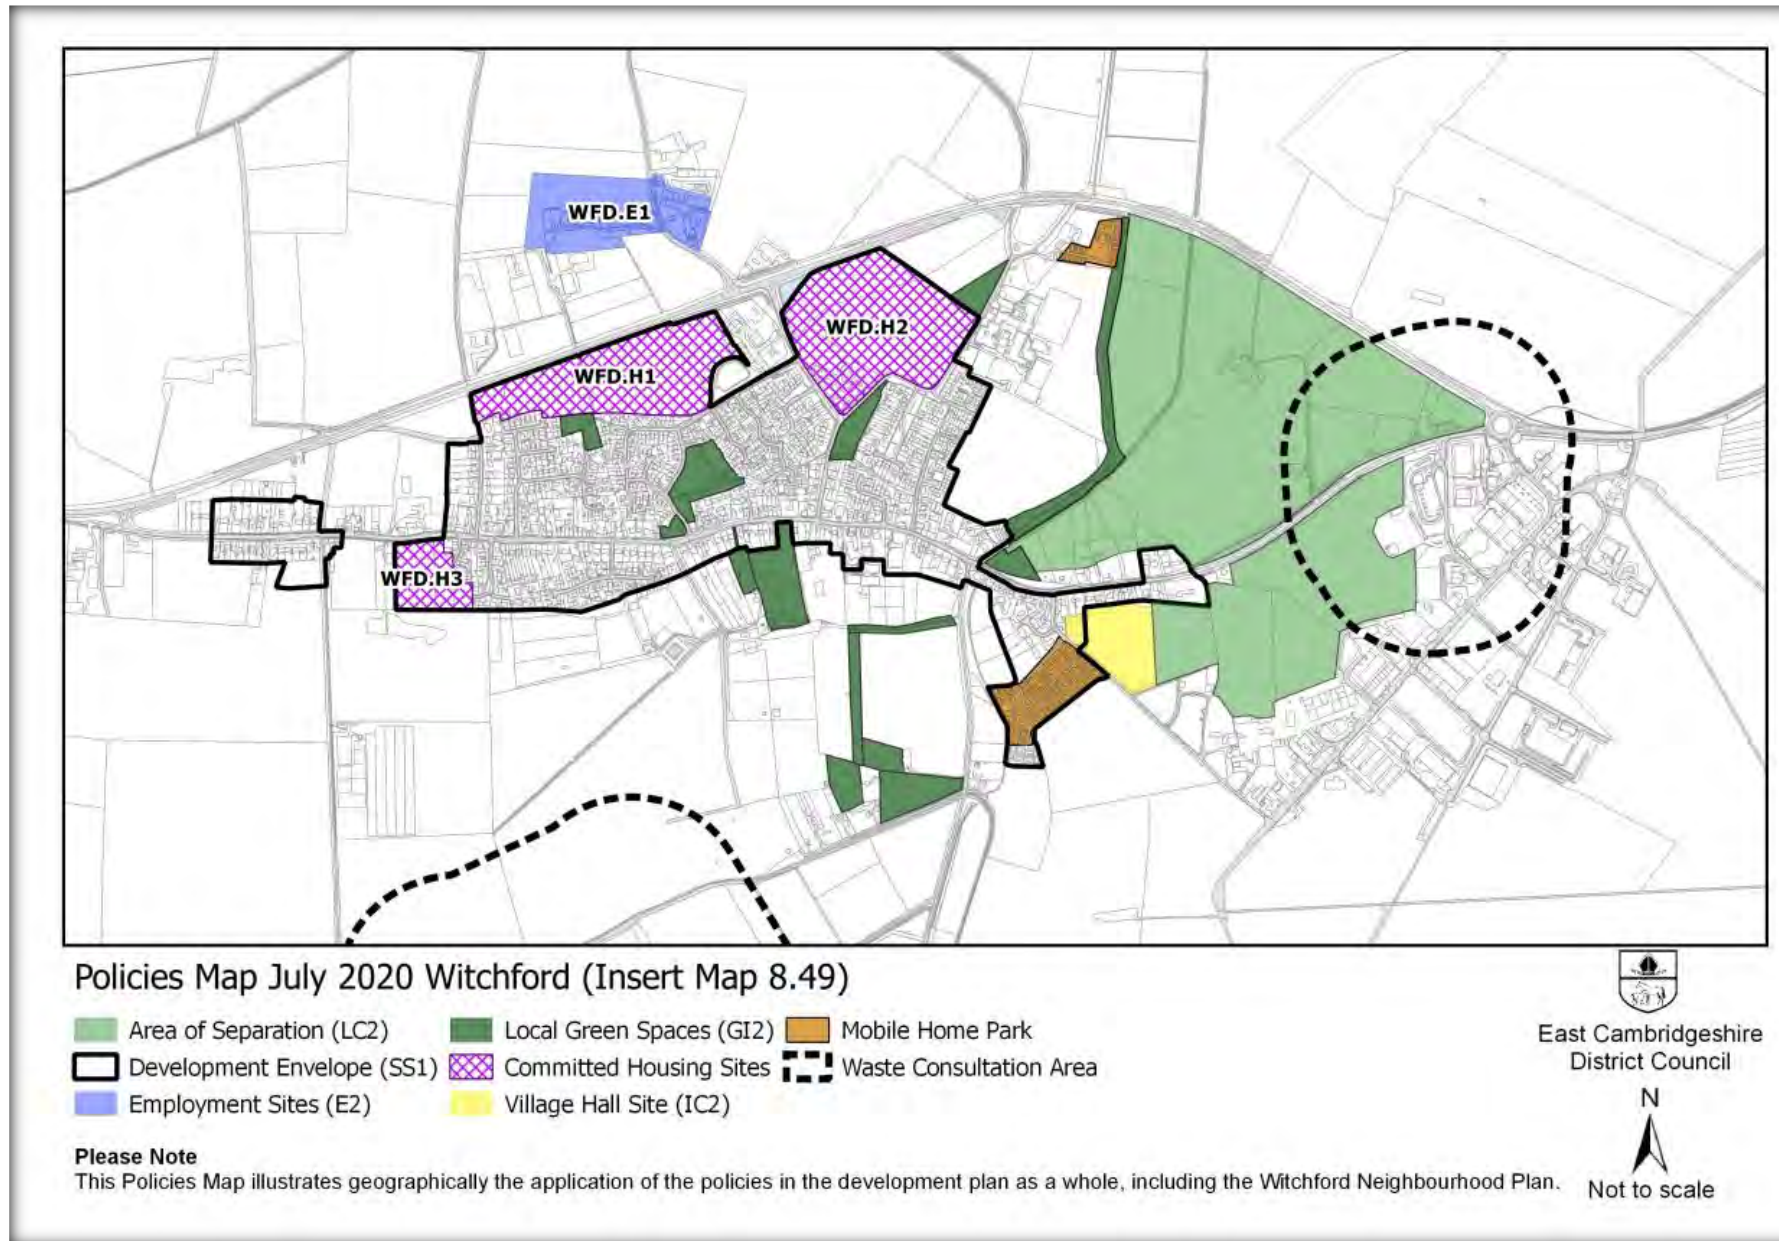 WFD.E1
WFD.H2
WFD.H1
WFD.H3
Policies Map July 2020 Witchford (Insert Map 8.49)
Area of Separation (LC2)
Local Green Spaces (GI2)
Mobile Home Park
Development Envelope (SS1)
Committed Housing Sites
Waste Consultation Area
Employment Sites (E2)
Village Hall Site (IC2)
East Cambridgeshire
District Council
N
Not to scale
Please Note
This Policies Map illustrates geographically the application of the policies in the development plan as a whole, including the Witchford Neighbourhood Plan.